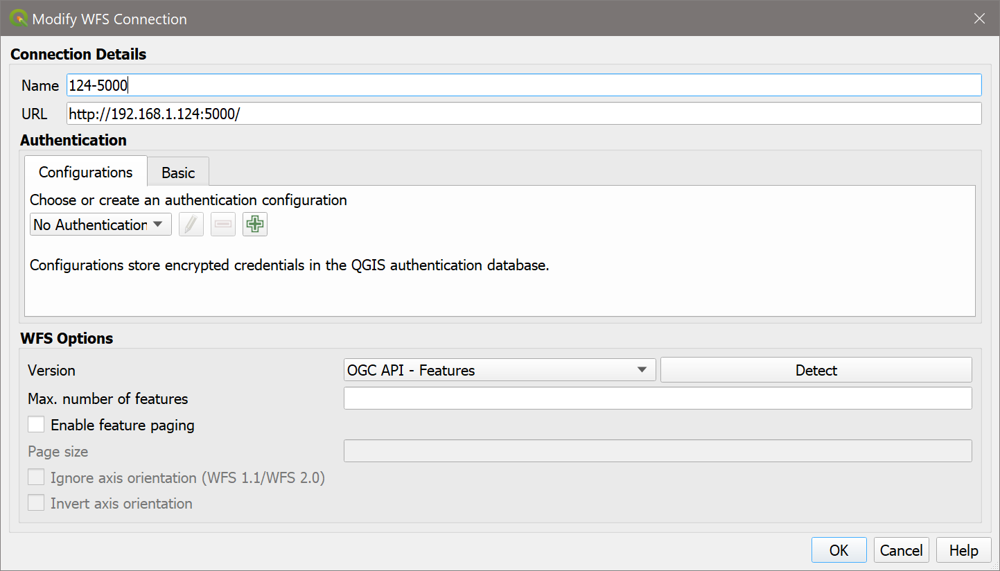 Modify WFS Connection
Connection Details
Name 124-5000
URL http://192.168.1.124:5000/
Authentication
Configurations Basic
Choose or create an authentication configuration
No Authentication
Configurations store encrypted credentials in the QGIS authentication database.
WFS Options
Version OGC API - Features Detect
Max. number of features
Enable feature paging
Page size
Ignore axis orientation (WFS 1.1/WFS 2.0)
Invert axis orientation
OK Cancel Help